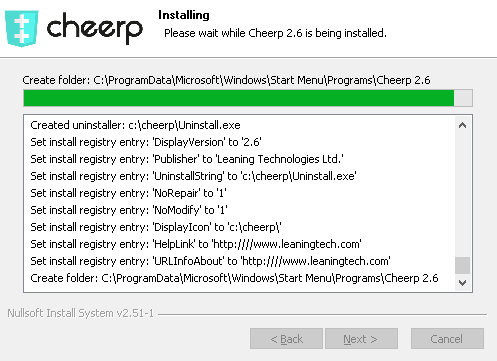 cheerp
Installing
Please wait while Cheerp 2.6 is being installed.
Create folder: C:\ProgramData\Microsoft\Windows\Start Menu\Programs\Cheerp 2.6
Created uninstaller: c:\cheerp\Uninstall.exe
Set install registry entry: 'DisplayVersion' to '2.6'
Set install registry entry: 'Publisher' to 'Leaning Technologies Ltd.'
Set install registry entry: 'UninstallString' to 'c:\cheerp\Uninstall.exe'
Set install registry entry: 'NoRepair' to '1'
Set install registry entry: 'NoModify' to '1'
Set install registry entry: 'DisplayIcon' to 'c:\cheerp\'
Set install registry entry: 'HelpLink' to 'http:////www.leaningtech.com'
Set install registry entry: 'URLInfoAbout' to 'http:////www.leaningtech.com'
Create folder: C:\ProgramData\Microsoft\Windows\Start Menu\Programs\Cheerp 2.6
Nullsoft Install System v2.51-1
< Back Next > Cancel